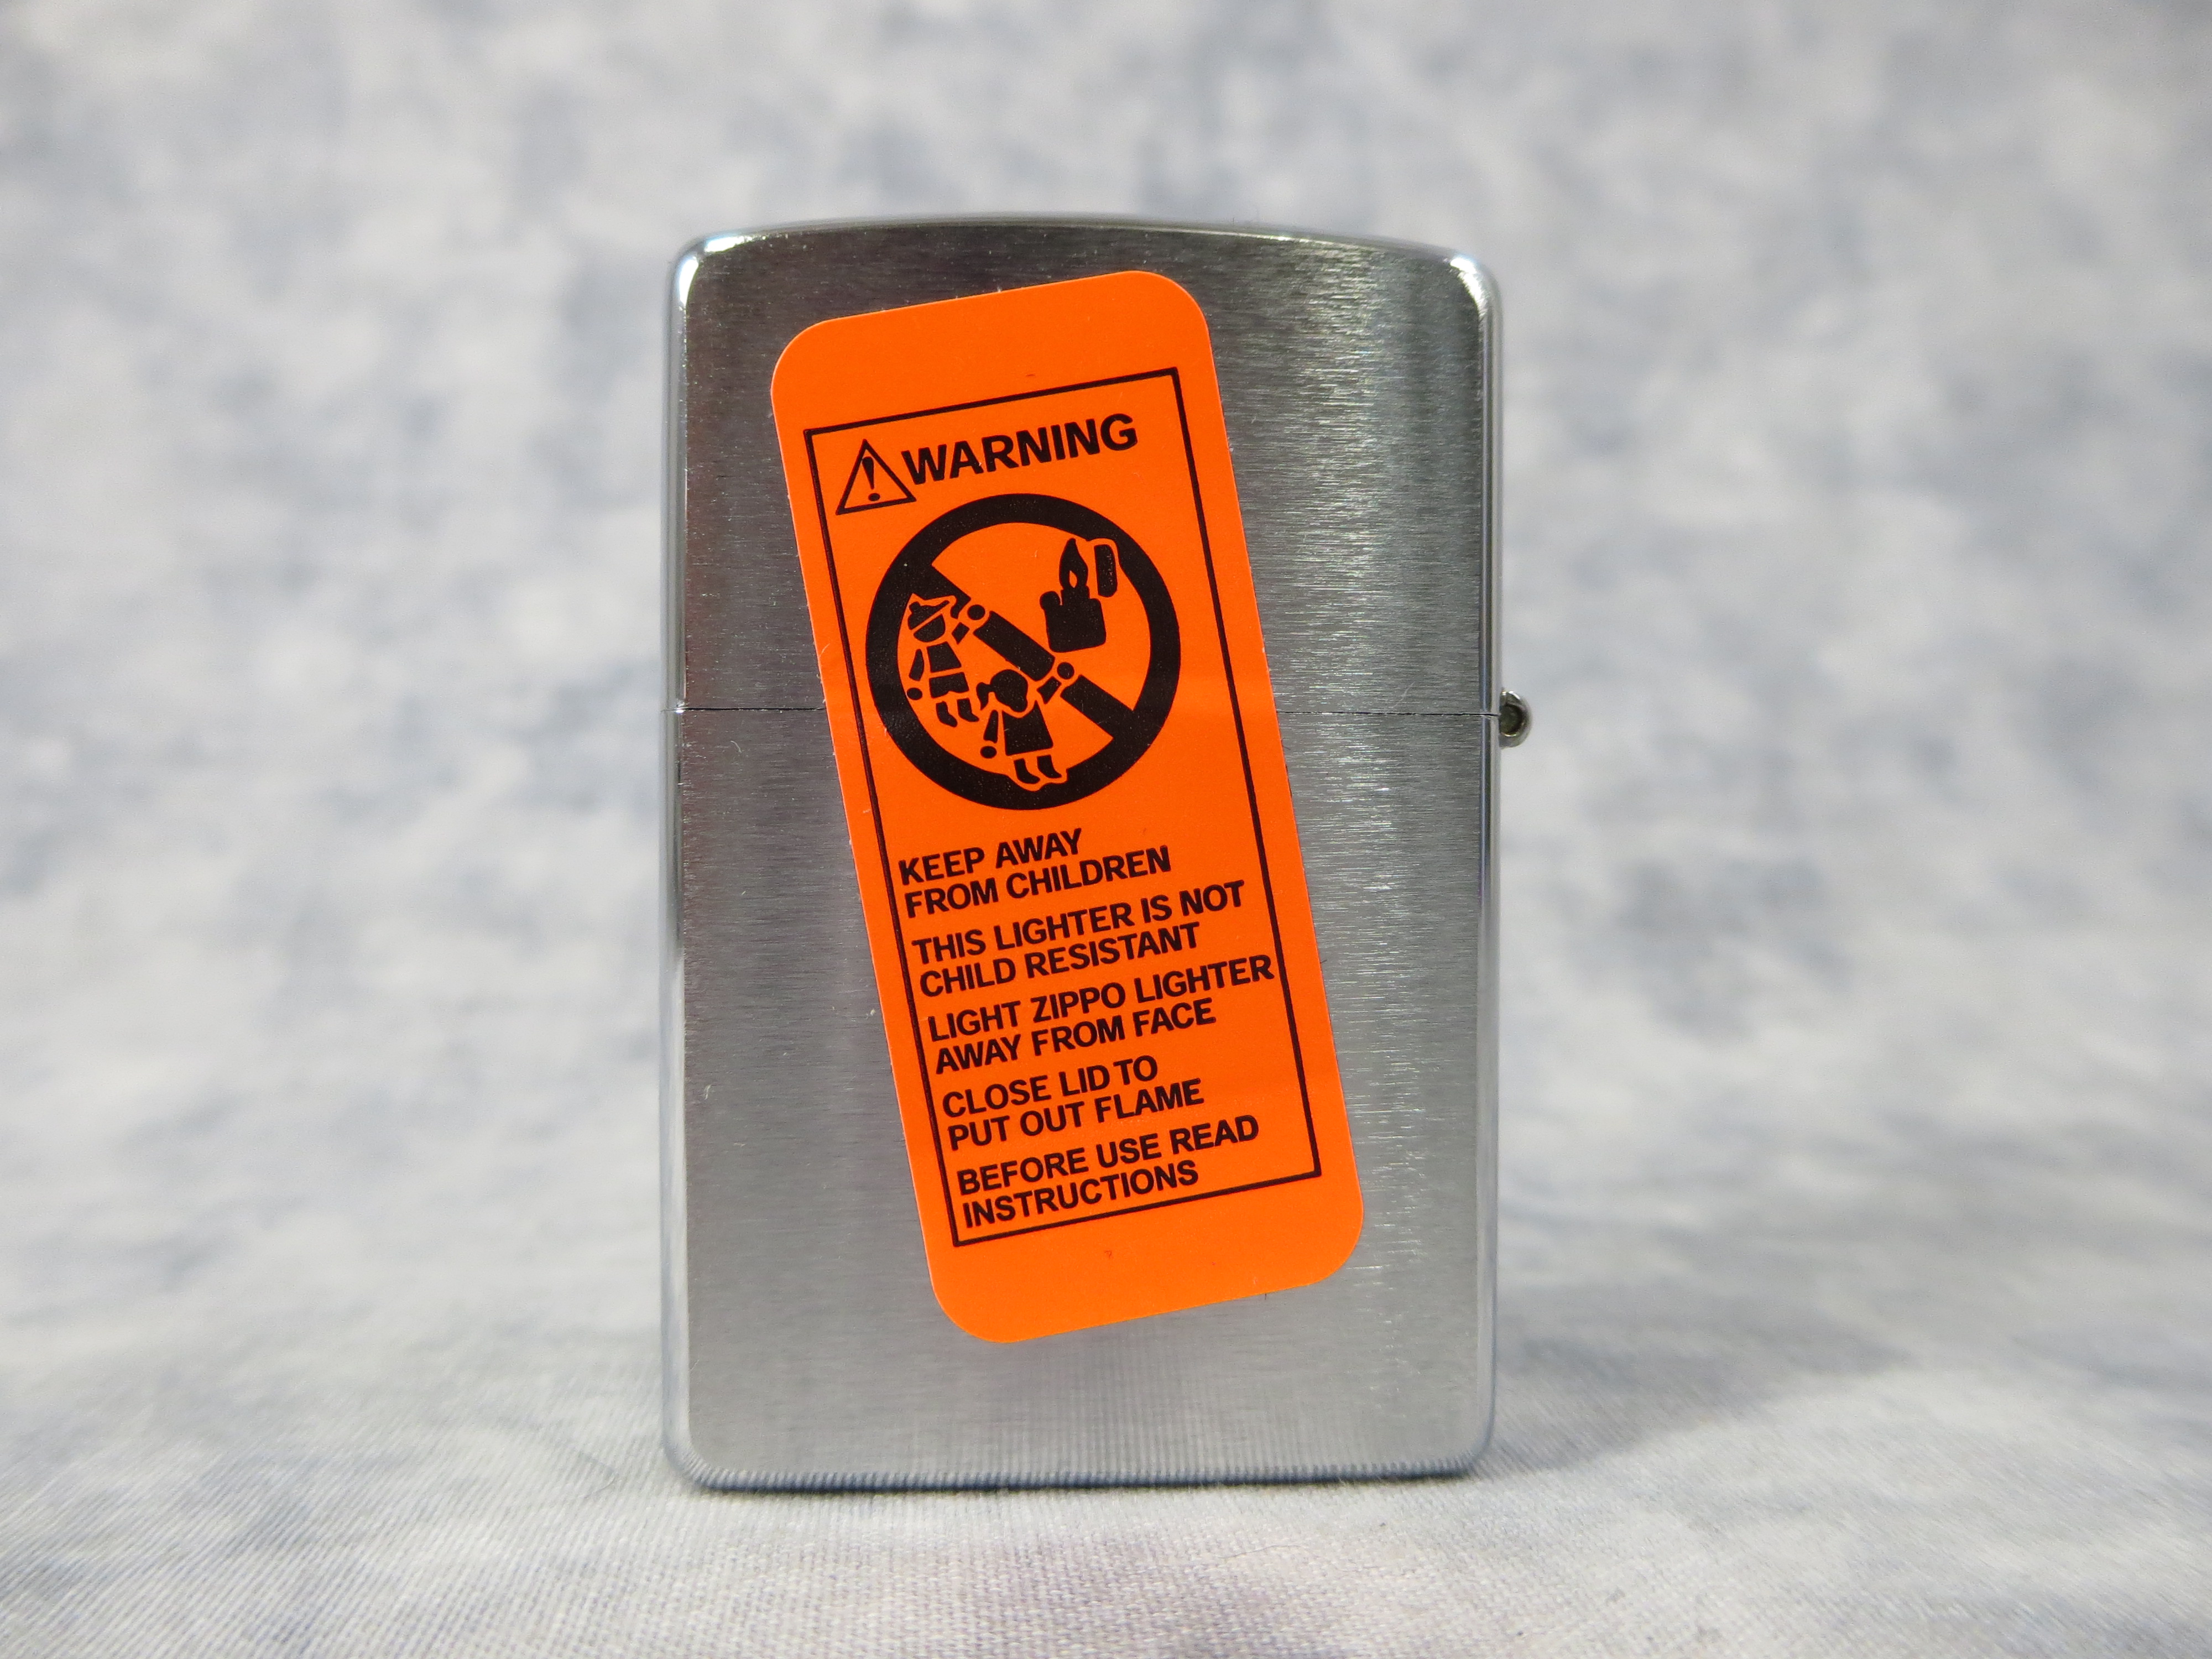 WARNING
KEEP AWAY
FROM CHILDREN
THIS LIGHTER IS NOT
CHILD RESISTANT
LIGHT ZIPPO LIGHTER
AWAY FROM FACE
CLOSE LID TO
PUT OUT FLAME
BEFORE USE READ
INSTRUCTIONS